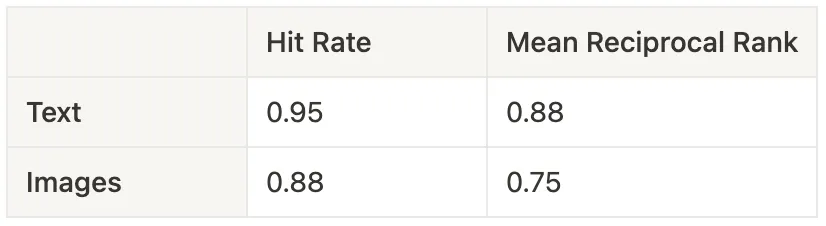 Hit Rate Mean Reciprocal Rank
Text 0.95 0.88
Images 0.88 0.75